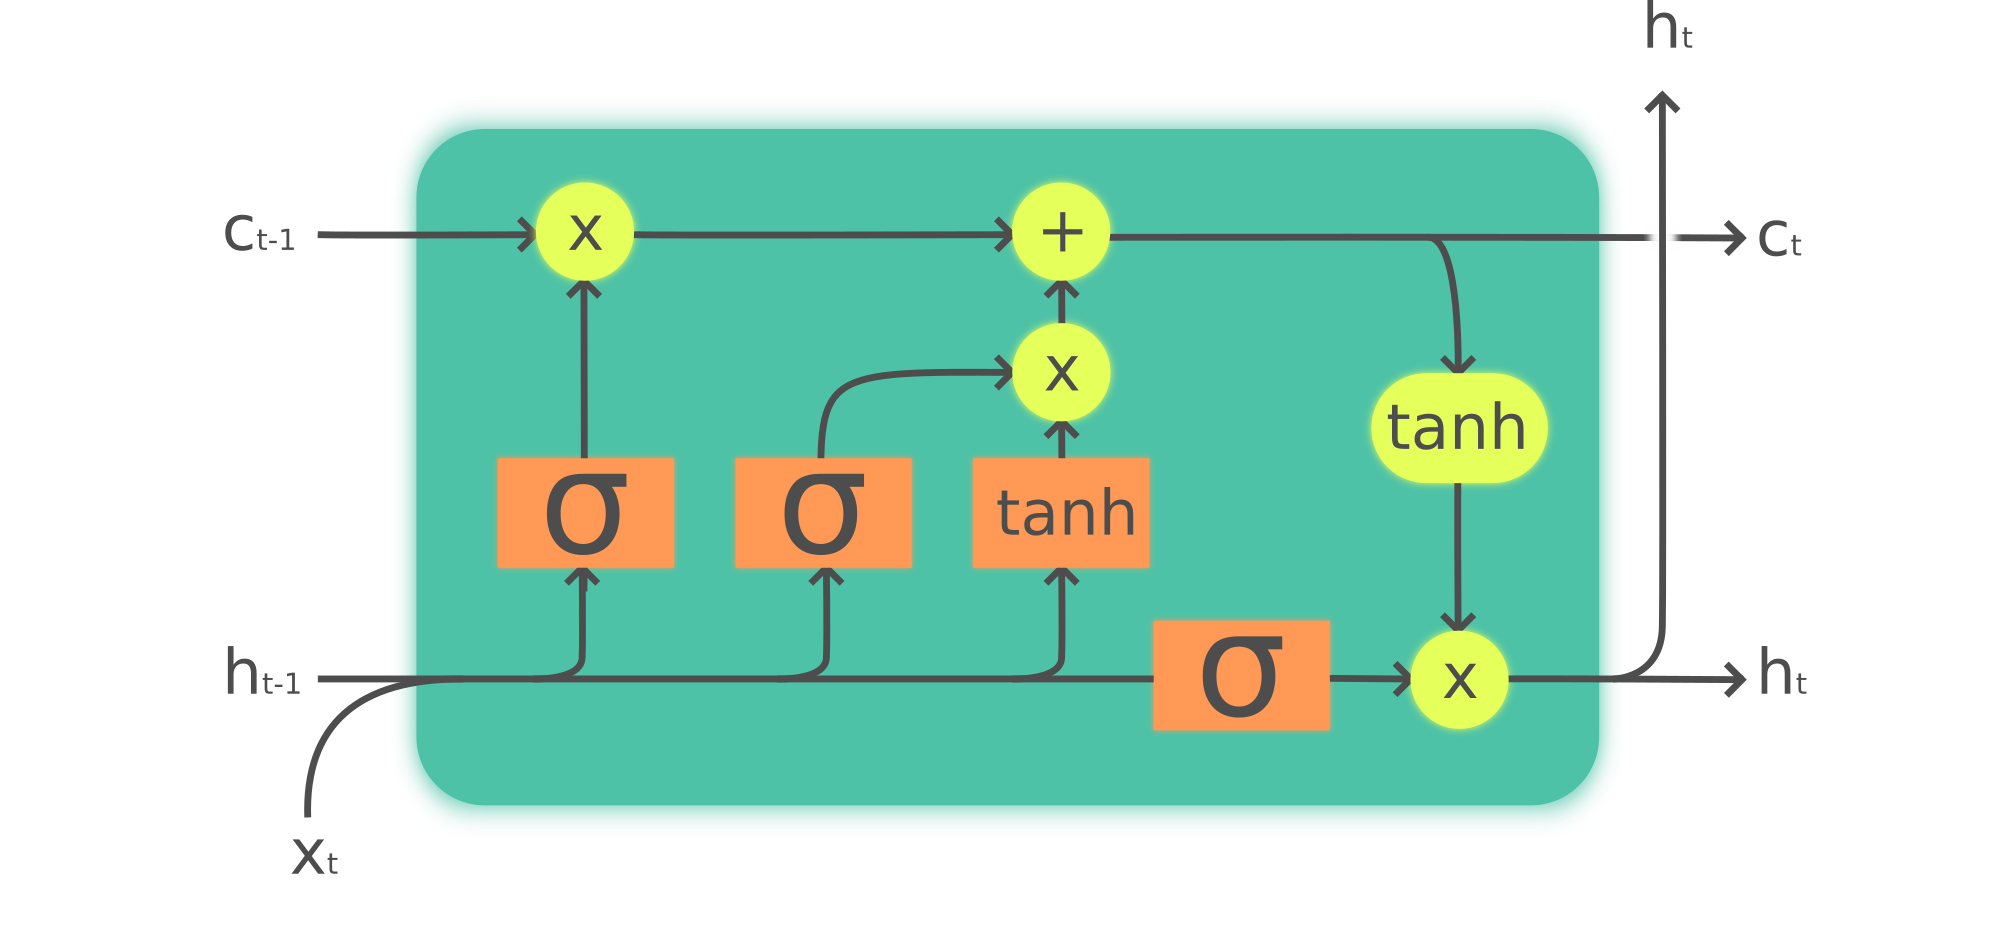 hₜ
x
+
cₜ₋₁
cₜ
x
tanh
σ
σ
tanh
hₜ₋₁
σ
x
hₜ
xₜ